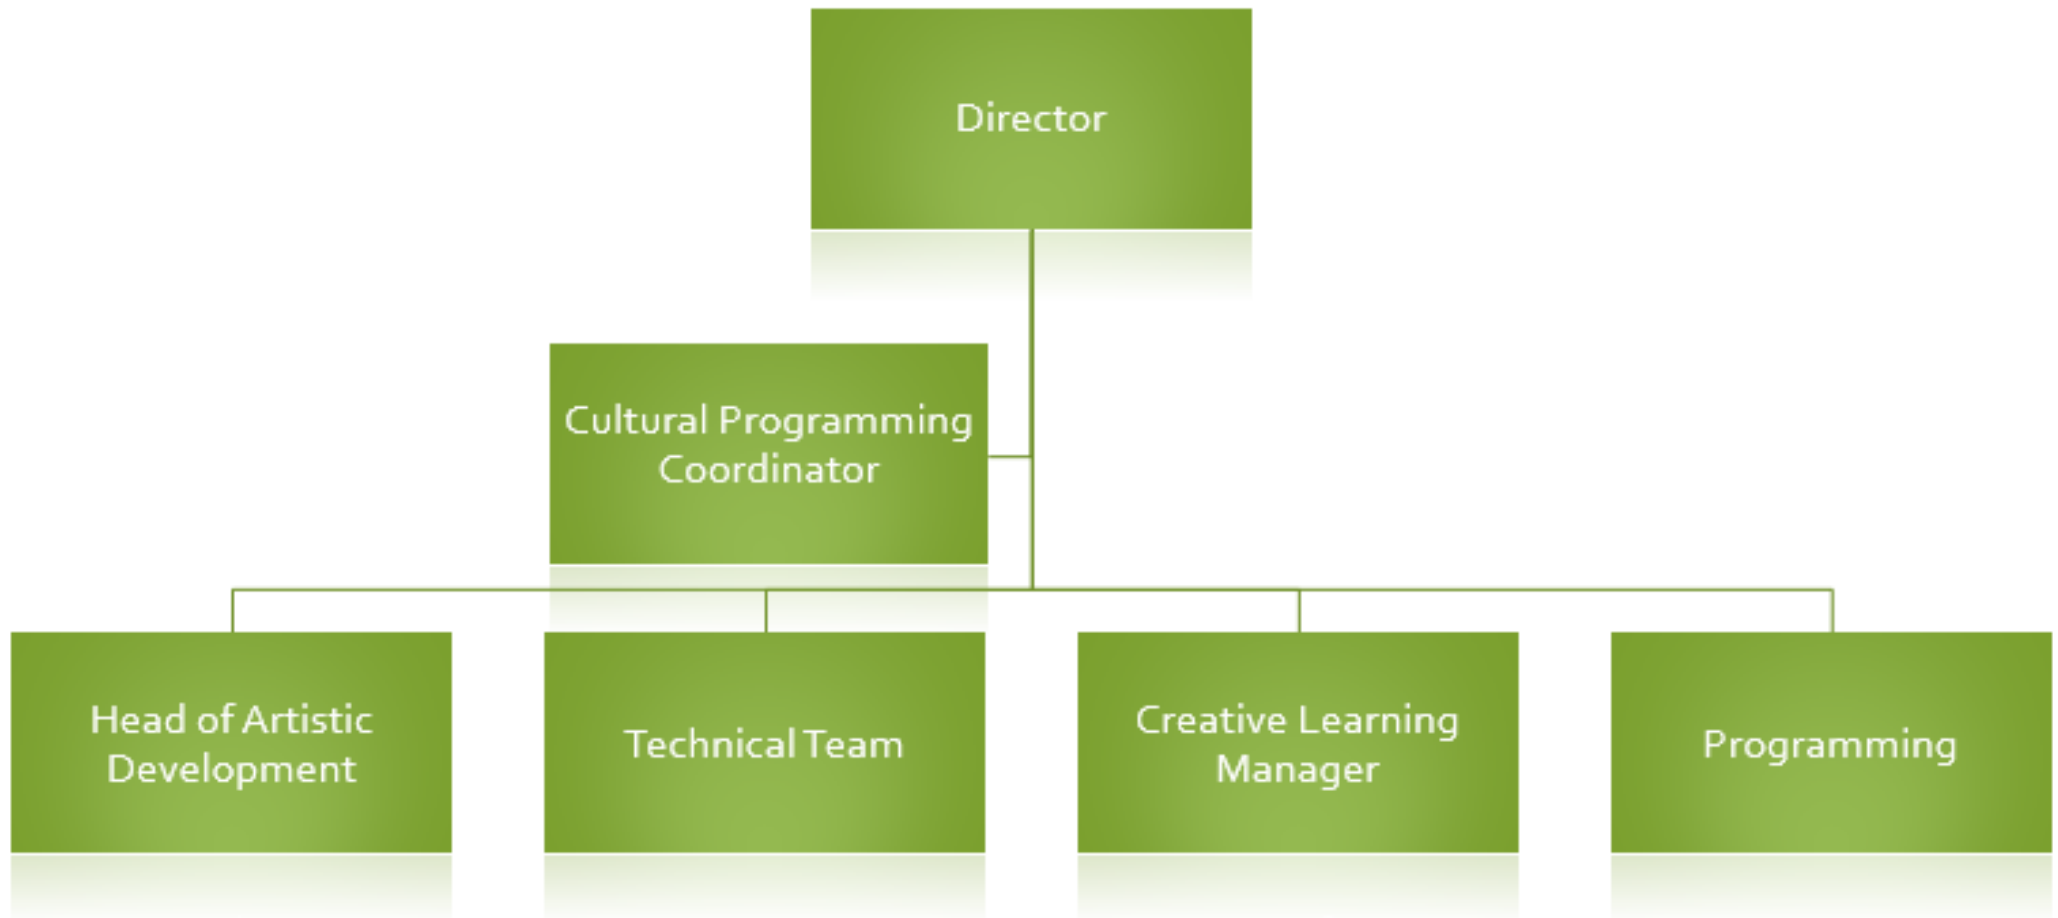 Director
Cultural Programming
Coordinator
Head of Artistic
Development
Technical Team
Creative Learning
Manager
Programming